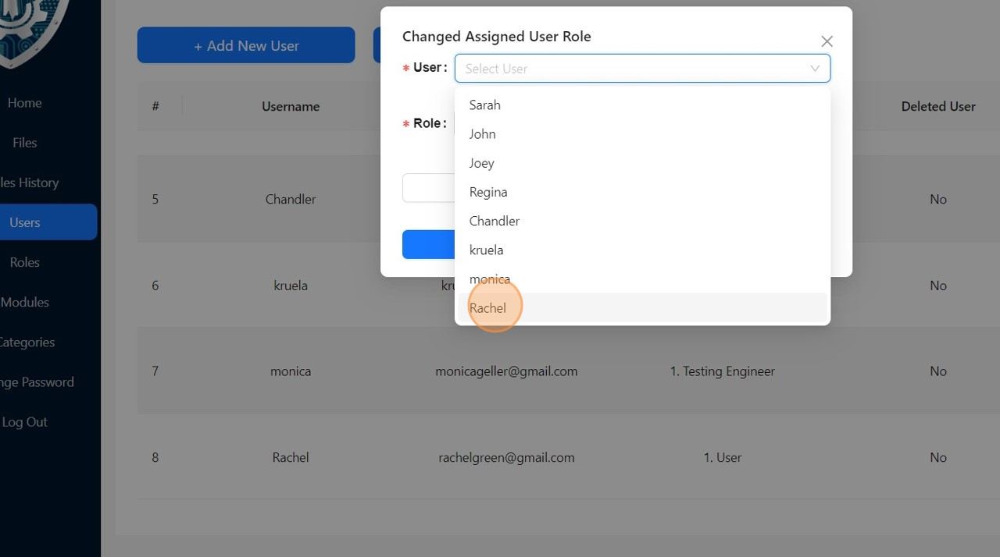 Home
Files
les History
Users
Roles
Modules
Categories
nge Password
Log Out
+ Add New User
# Username Deleted User
5 Chandler No
6 kruela kru No
7 monica monicageller@gmail.com 1. Testing Engineer No
8 Rachel rachelgreen@gmail.com 1. User No
Changed Assigned User Role
* User : Select User
* Role :
Sarah
John
Joey
Regina
Chandler
kruela
monica
Rachel